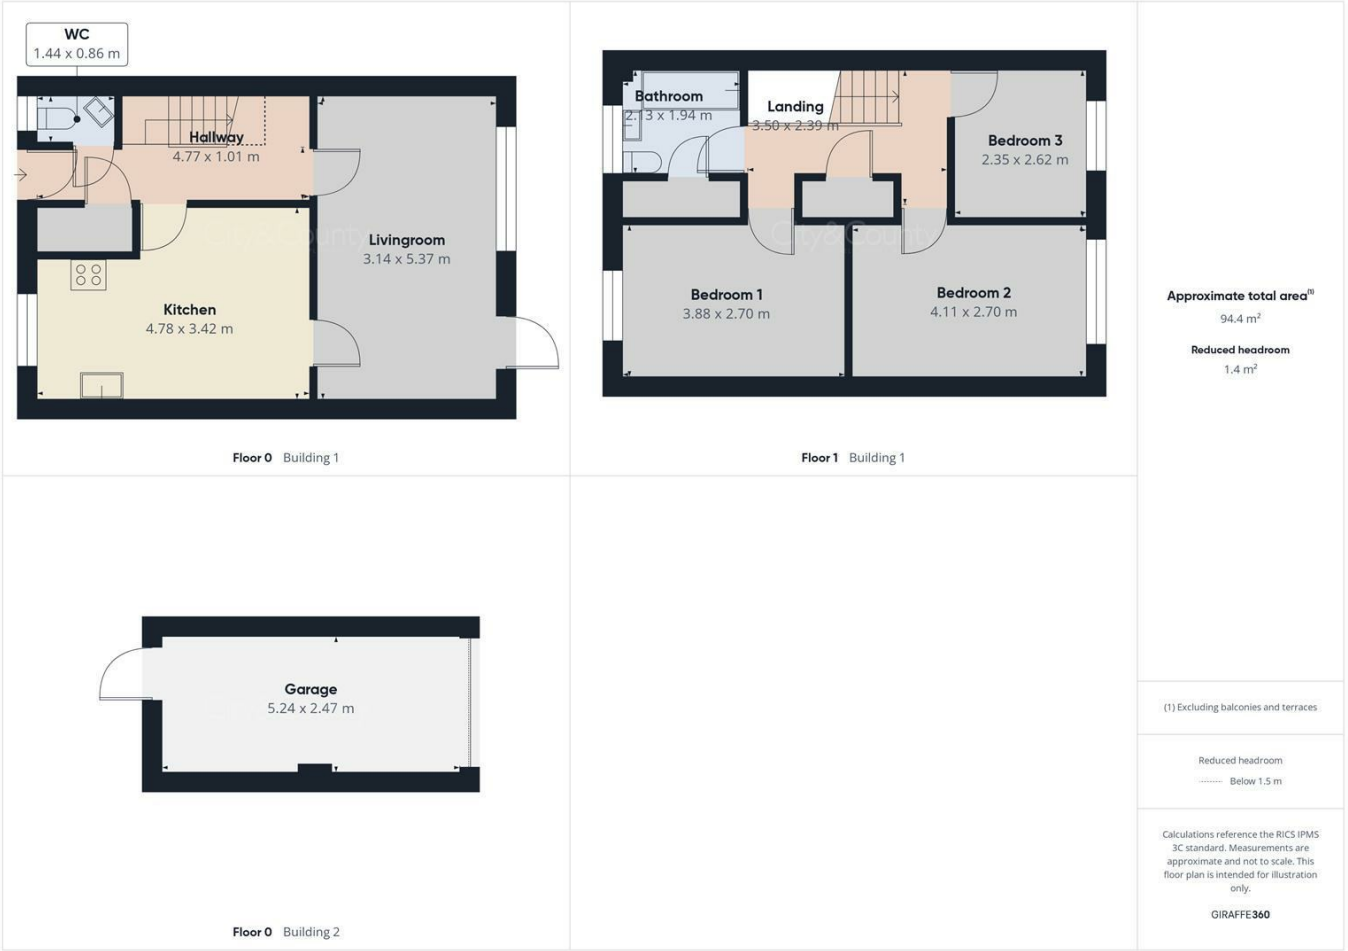 WC
1.44 x 0.86 m
Hallway
4.77 x 1.01 m
Livingroom
3.14 x 5.37 m
Kitchen
4.78 x 3.42 m
City&County
Floor 0 Building 1
Bathroom
2.13 x 1.94 m
Landing
3.50 x 2.39 m
Bedroom 3
2.35 x 2.62 m
City&County
Bedroom 1
3.88 x 2.70 m
Bedroom 2
4.11 x 2.70 m
Floor 1 Building 1
Garage
5.24 x 2.47 m
Floor 0 Building 2
Approximate total area(1)
94.4 m²
Reduced headroom
1.4 m²
(1) Excluding balconies and terraces
Reduced headroom
Below 1.5 m
Calculations reference the RICS IPMS
3C standard. Measurements are
approximate and not to scale. This
floor plan is intended for illustration
only.
GIRAFFE360